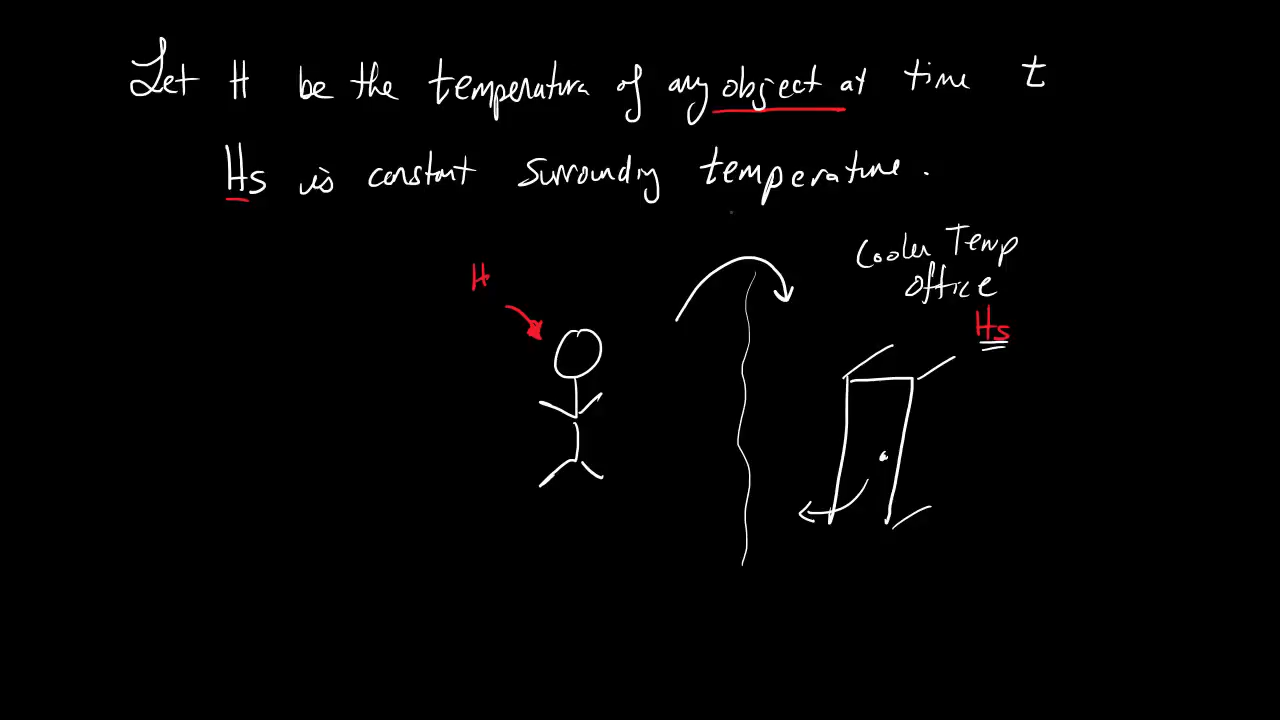 Let H be the temperature of any object at time t
Hs is constant surrounding temperature.
Cooler Temp
office
H
Hs